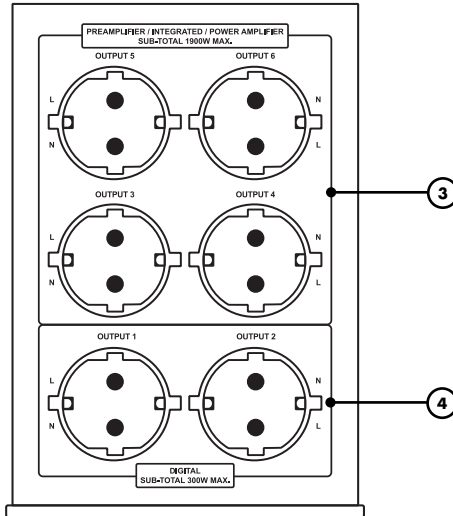 PREAMPLIFIER / INTEGRATED / POWER AMPLIFIER
SUB-TOTAL 1900W MAX.
OUTPUT 5 OUTPUT 6
L N
N L
3
OUTPUT 3 OUTPUT 4
L N
N L
OUTPUT 1 OUTPUT 2
L N
4
N L
DIGITAL
SUB-TOTAL 300W MAX.